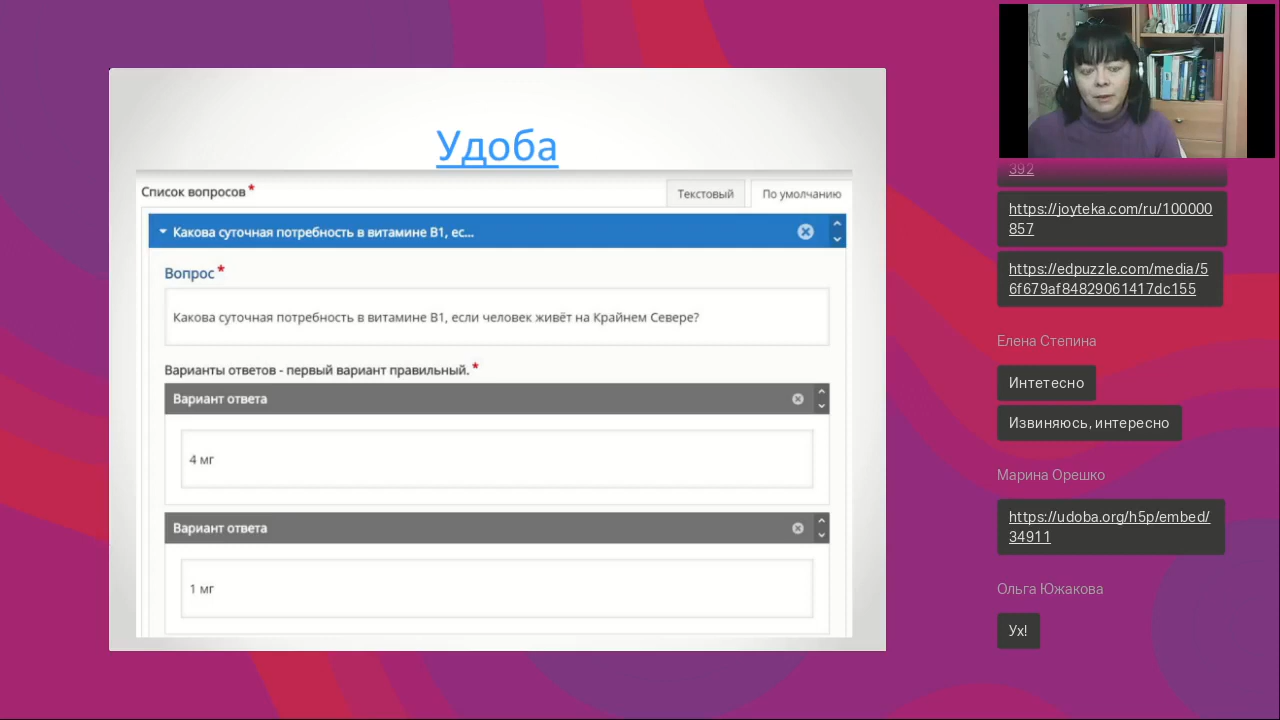 Удоба
Список вопросов *
Текстовый
По умолчанию
Какова суточная потребность в витамине В1, ес...
Вопрос *
Какова суточная потребность в витамине В1, если человек живёт на Крайнем Севере?
Варианты ответов - первый вариант правильный. *
Вариант ответа
4 мг
Вариант ответа
1 мг
392
https://joyteka.com/ru/100000
857
https://edpuzzle.com/media/5
6f679af84829061417dc155
Елена Степина
Интетесно
Извиняюсь, интересно
Марина Орешко
https://udoba.org/h5p/embed/
34911
Ольга Южакова
Ух!